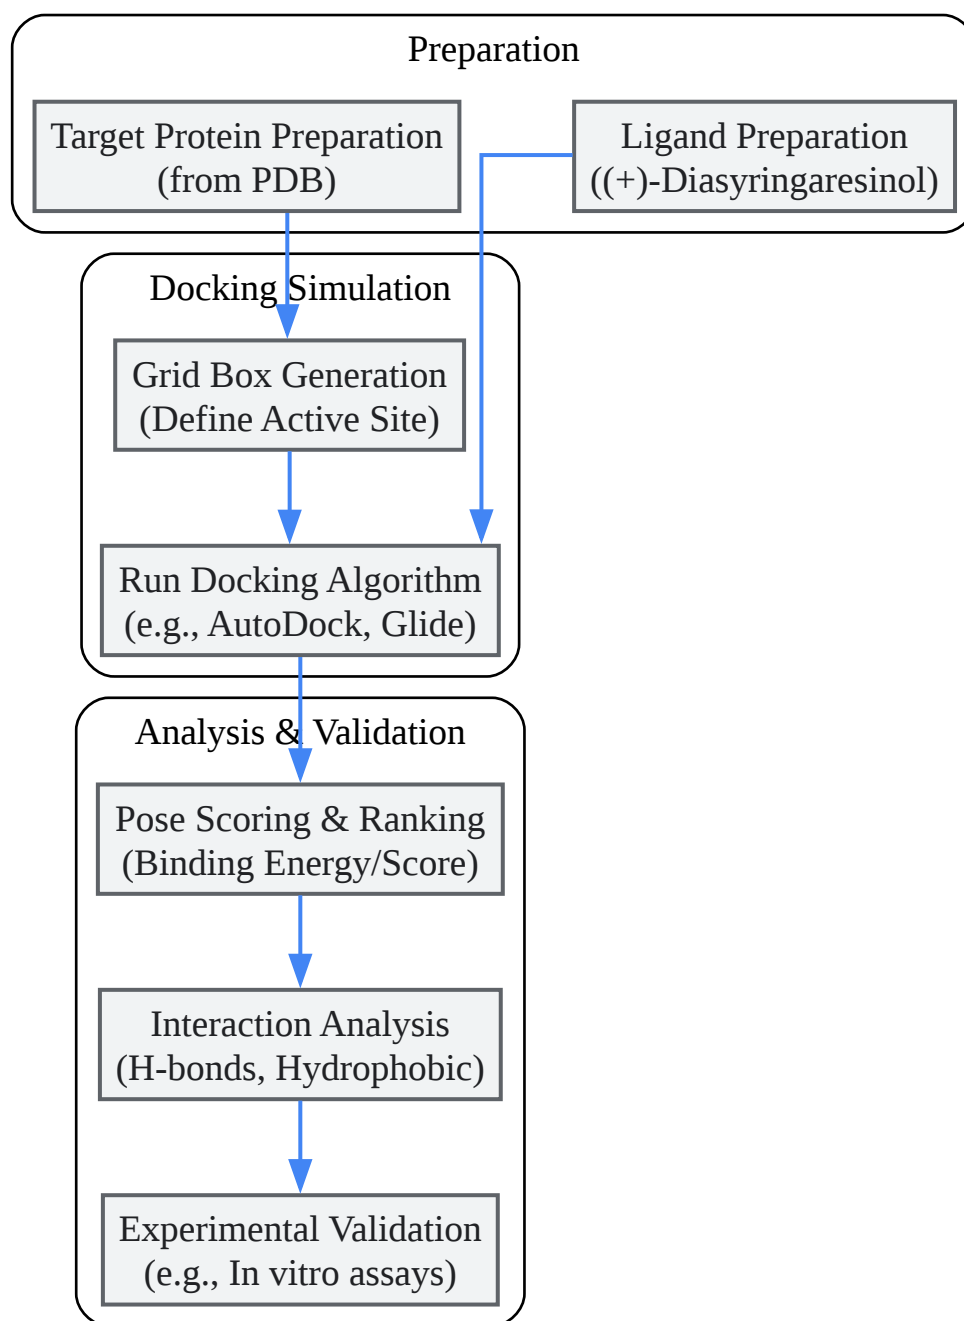 Preparation
Target Protein Preparation
(from PDB)
Ligand Preparation
((+)-Diasyringaresinol)
Docking Simulation
Grid Box Generation
(Define Active Site)
Run Docking Algorithm
(e.g., AutoDock, Glide)
Analysis & Validation
Pose Scoring & Ranking
(Binding Energy/Score)
Interaction Analysis
(H-bonds, Hydrophobic)
Experimental Validation
(e.g., In vitro assays)